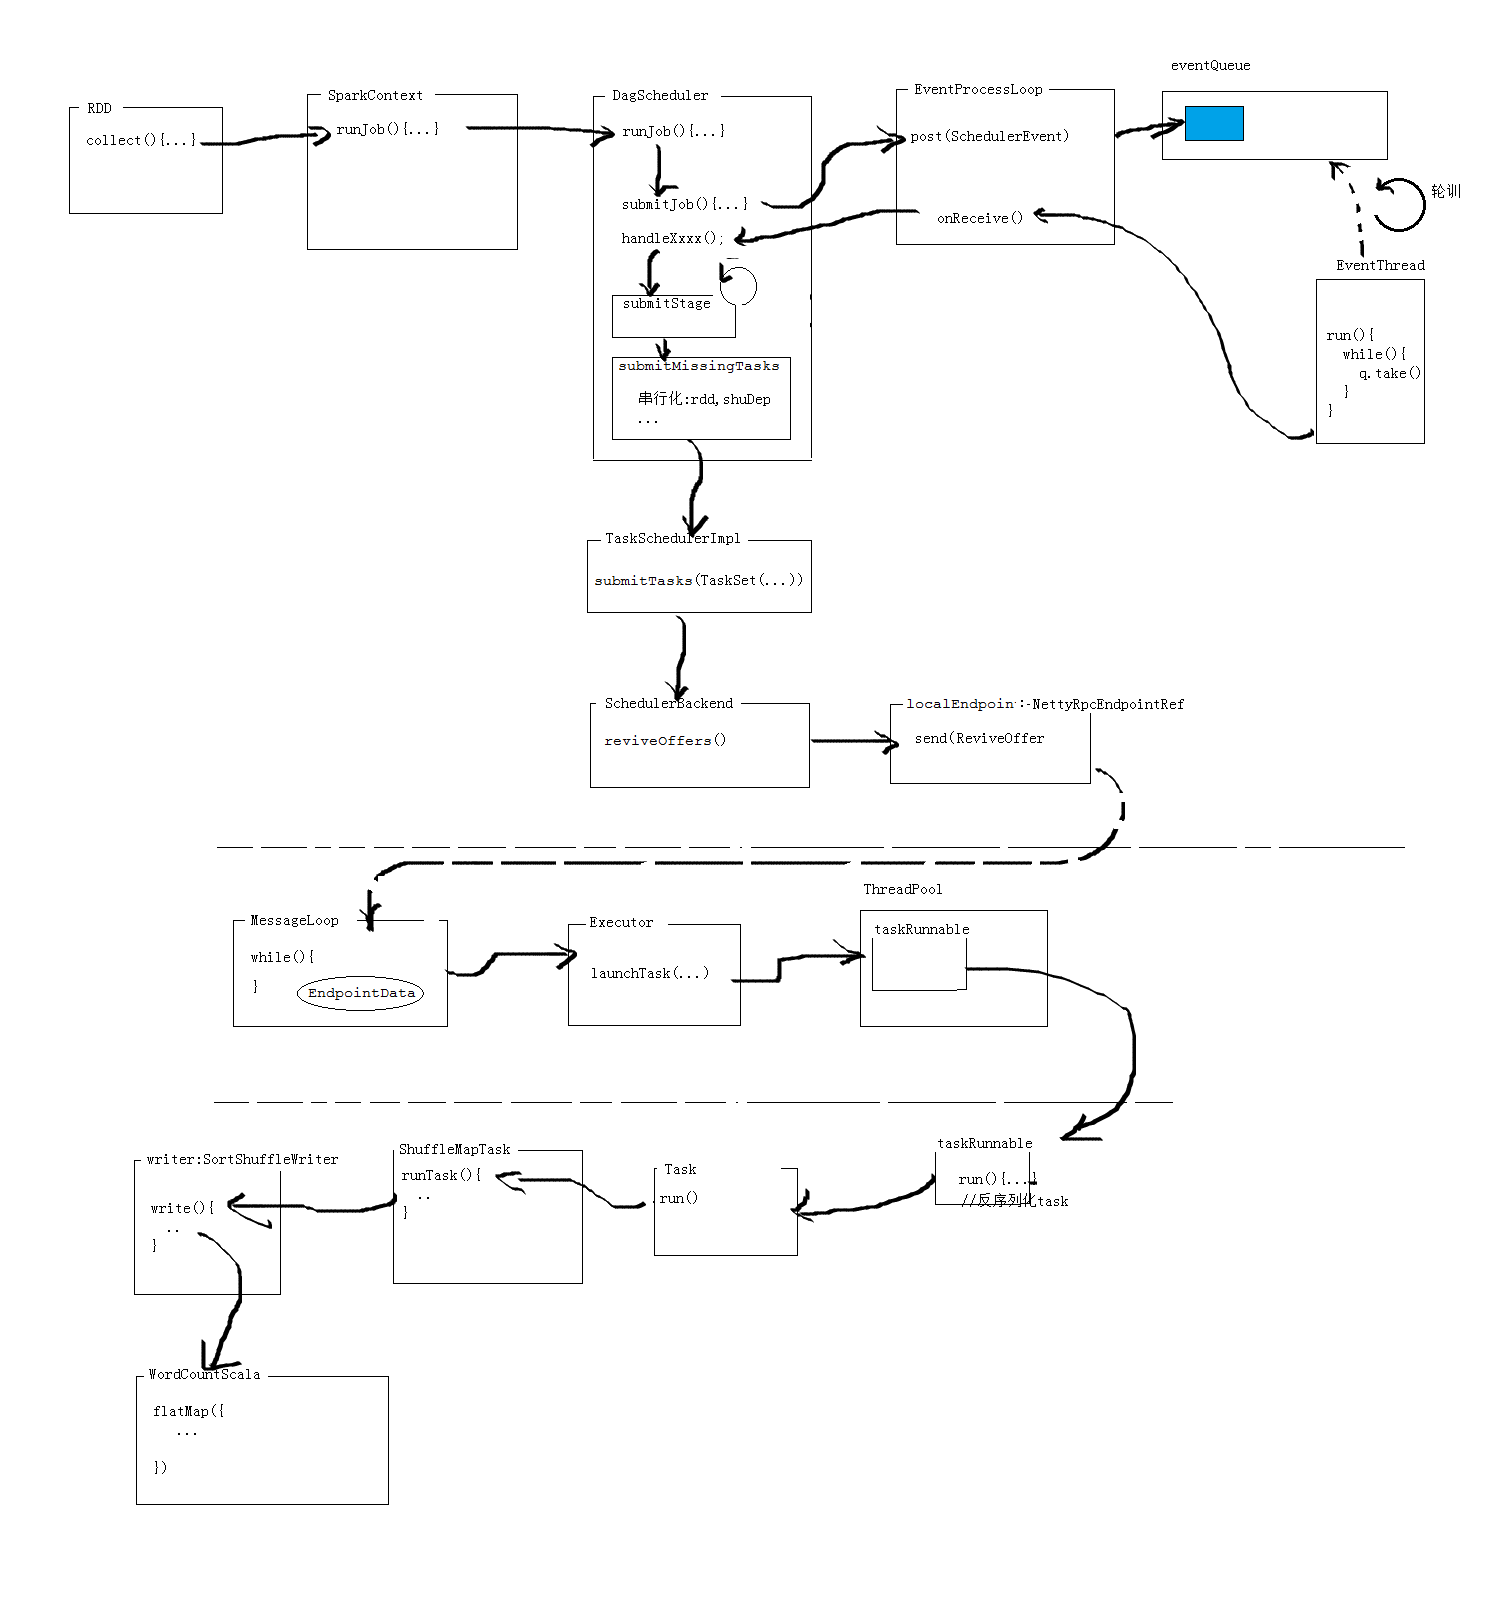 eventQueue
RDD
collect(){...}
SparkContext
runJob(){...}
DagScheduler
runJob(){...}
submitJob(){...}
handleXxxx();
submitStage
submitMissingTasks
串行化:rdd,shuDep
...
EventProcessLoop
post(SchedulerEvent)
onReceive()
轮训
EventThread
run(){
while(){
q.take()
}
}
TaskSchedulerImpl
submitTasks(TaskSet(...))
SchedulerBackend
reviveOffers()
localEndpoin:-NettyRpcEndpointRef
send(ReviveOffer
MessageLoop
while(){
}
EndpointData
Executor
launchTask(...)
ThreadPool
taskRunnable
taskRunnable
run(){...}
//反序列化task
Task
run()
ShuffleMapTask
runTask(){
..
}
writer:SortShuffleWriter
write(){
..
}
WordCountScala
flatMap({
...
})